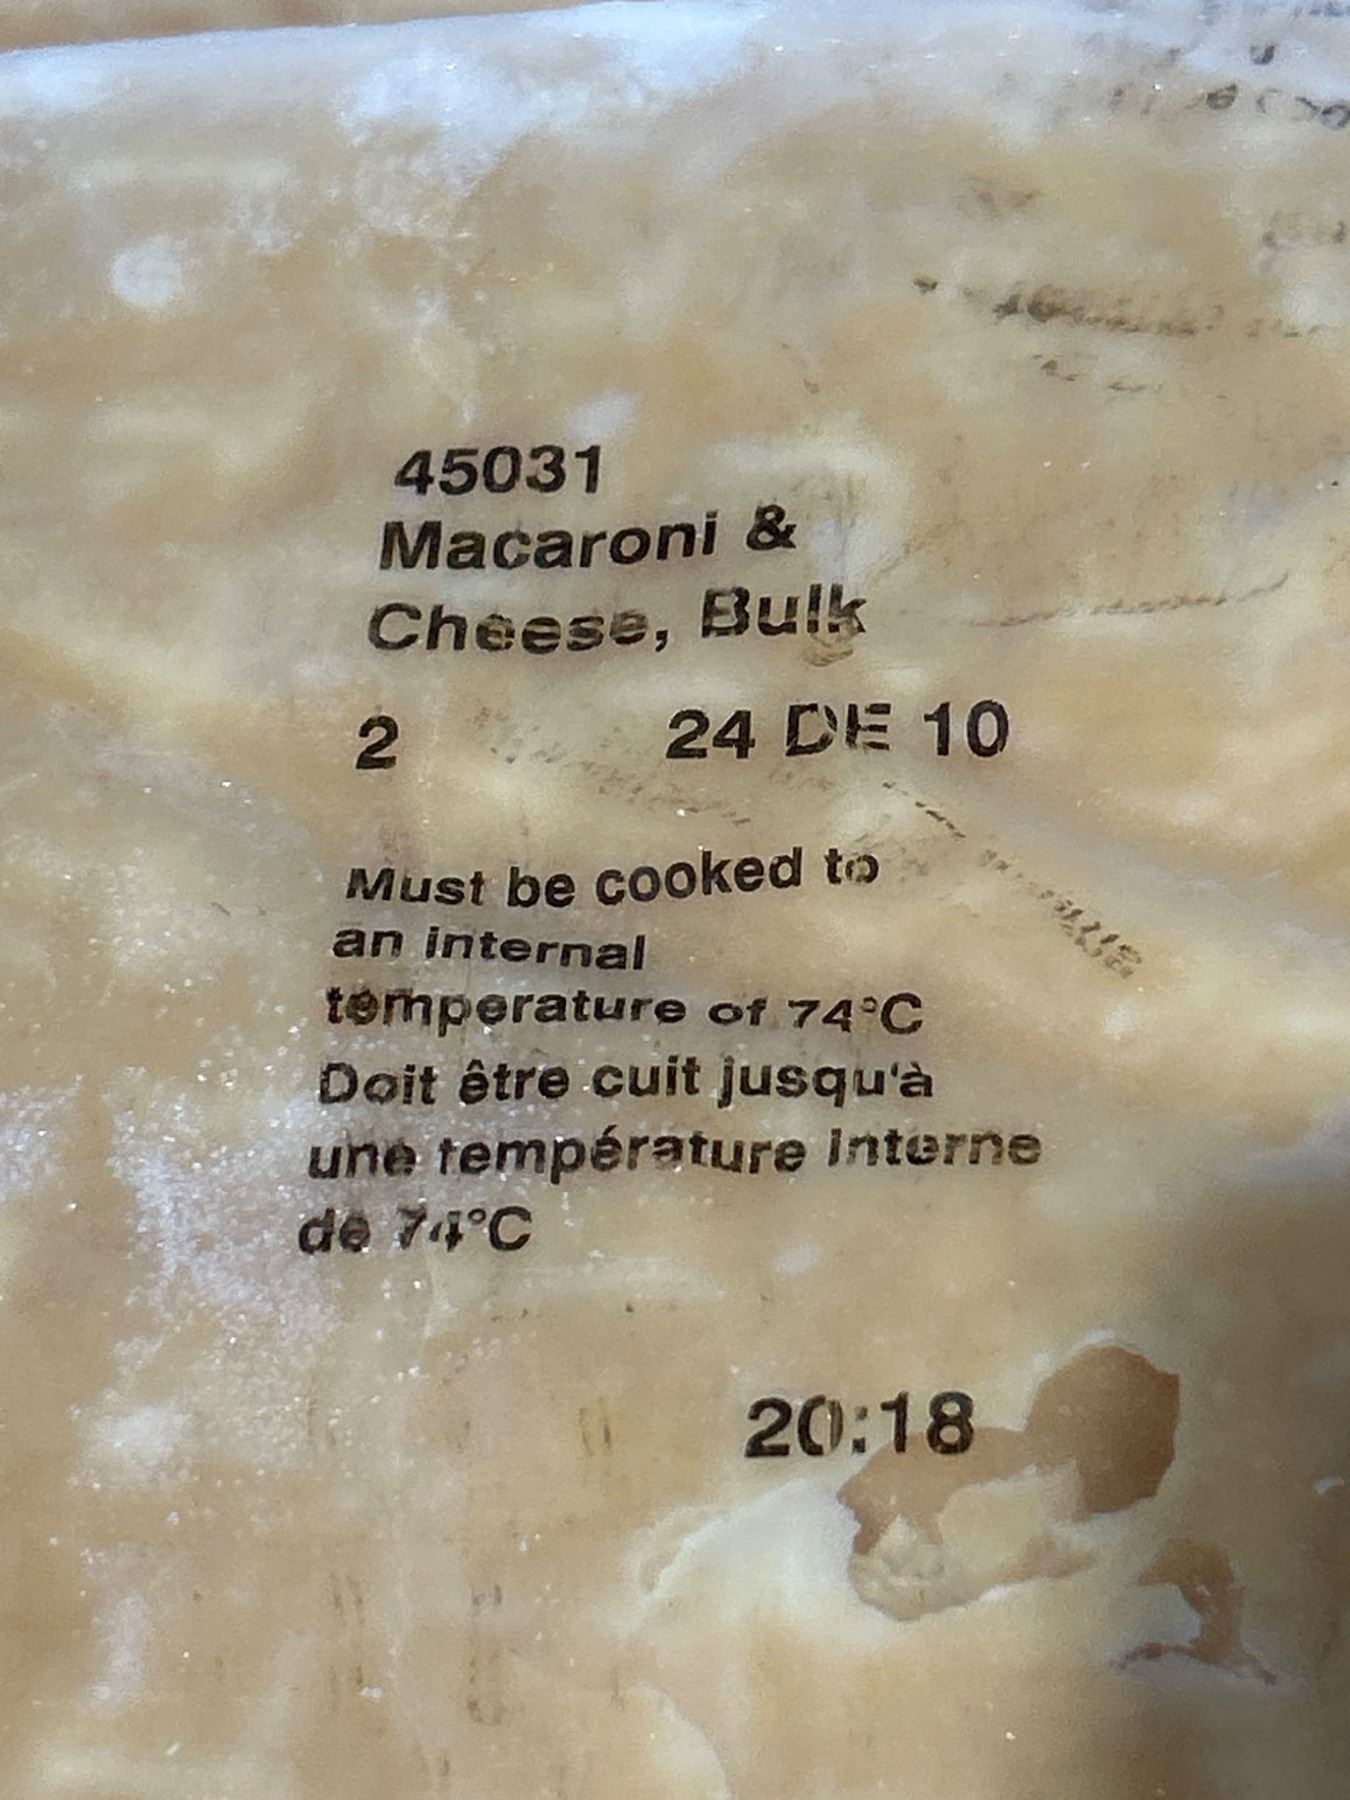 45031
Macaroni &
Cheese, Bulk
2 24 DE 10
Must be cooked to
an internal
temperature of 74°C
Doit être cuit jusqu'à
une température interne
de 74°C
20:18